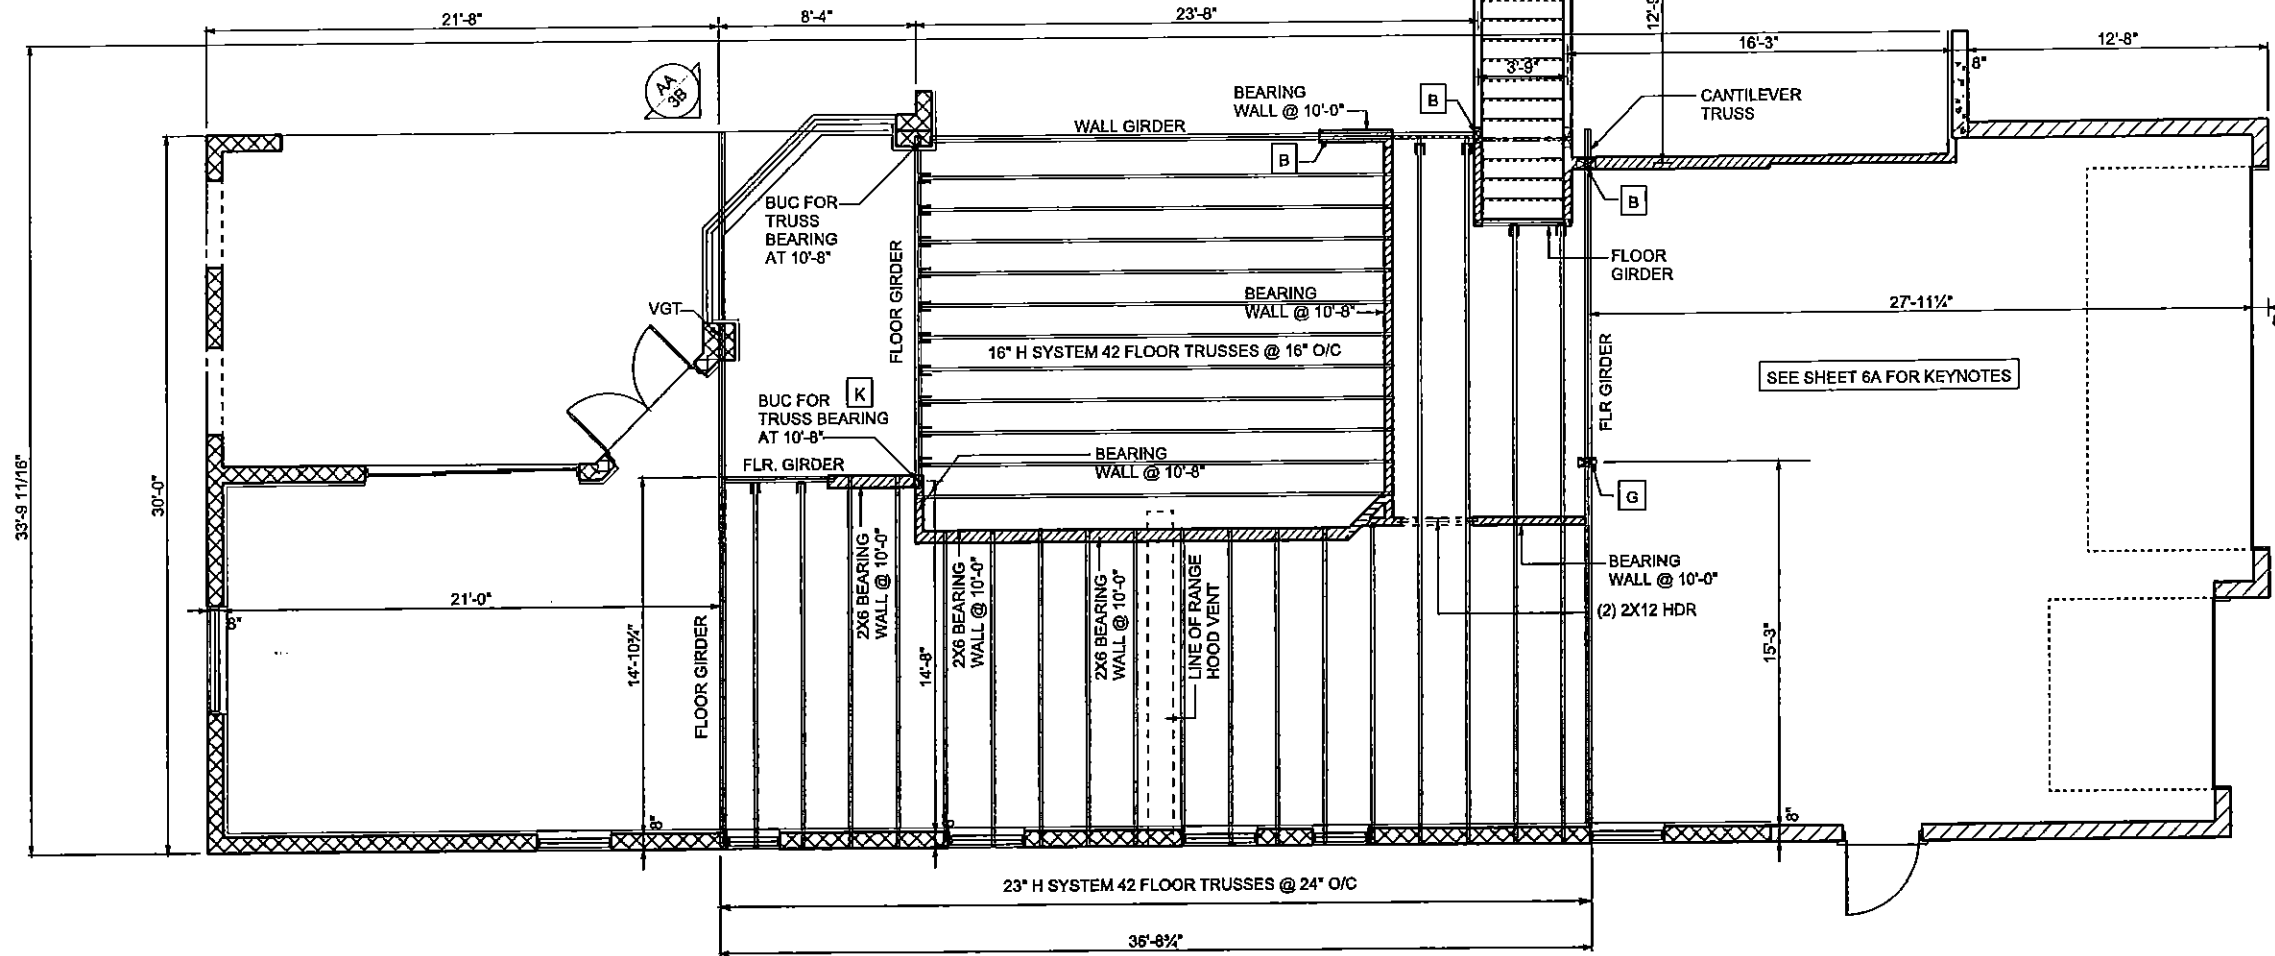 21'-8"
8'-4"
23'-8"
12'-9
16'-3"
12'-8"
8"
3'-9"
AA
3B
BEARING
WALL @ 10'-0"
B
CANTILEVER
TRUSS
WALL GIRDER
B
B
BUC FOR
TRUSS
BEARING
AT 10'-8"
FLOOR GIRDER
FLOOR
GIRDER
BEARING
WALL @ 10'-8"
27'-11¼"
VGT
16" H SYSTEM 42 FLOOR TRUSSES @ 16" O/C
FLR GIRDER
SEE SHEET 6A FOR KEYNOTES
BUC FOR
TRUSS BEARING
AT 10'-8"
K
33'-9 11/16"
30'-0"
FLR. GIRDER
BEARING
WALL @ 10'-8"
G
2X6 BEARING
WALL @ 10'-0"
2X6 BEARING
WALL @ 10'-0"
2X6 BEARING
WALL @ 10'-0"
LINE OF RANGE
HOOD VENT
BEARING
WALL @ 10'-0"
(2) 2X12 HDR
21'-0"
8"
14'-10¾"
FLOOR GIRDER
14'-8"
15'-3"
8"
8"
8"
23" H SYSTEM 42 FLOOR TRUSSES @ 24" O/C
36'-8¾"